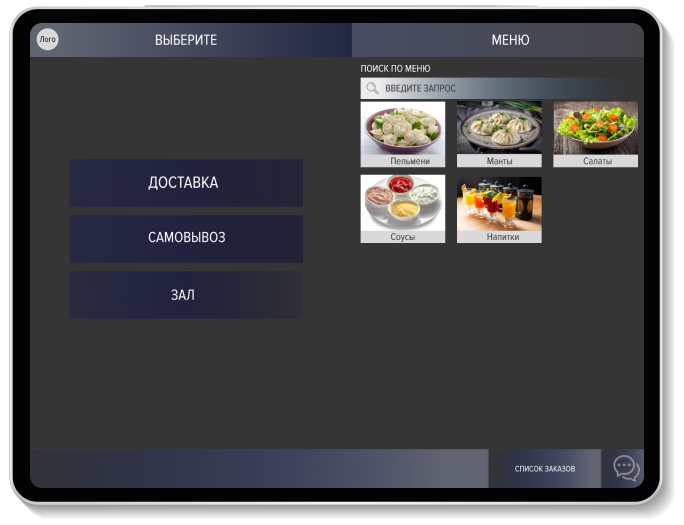 Лого
ВЫБЕРИТЕ
МЕНЮ
ПОИСК ПО МЕНЮ
ВВЕДИТЕ ЗАПРОС
Пельмени
Манты
Салаты
ДОСТАВКА
САМОВЫВОЗ
Соусы
Напитки
ЗАЛ
СПИСОК ЗАКАЗОВ